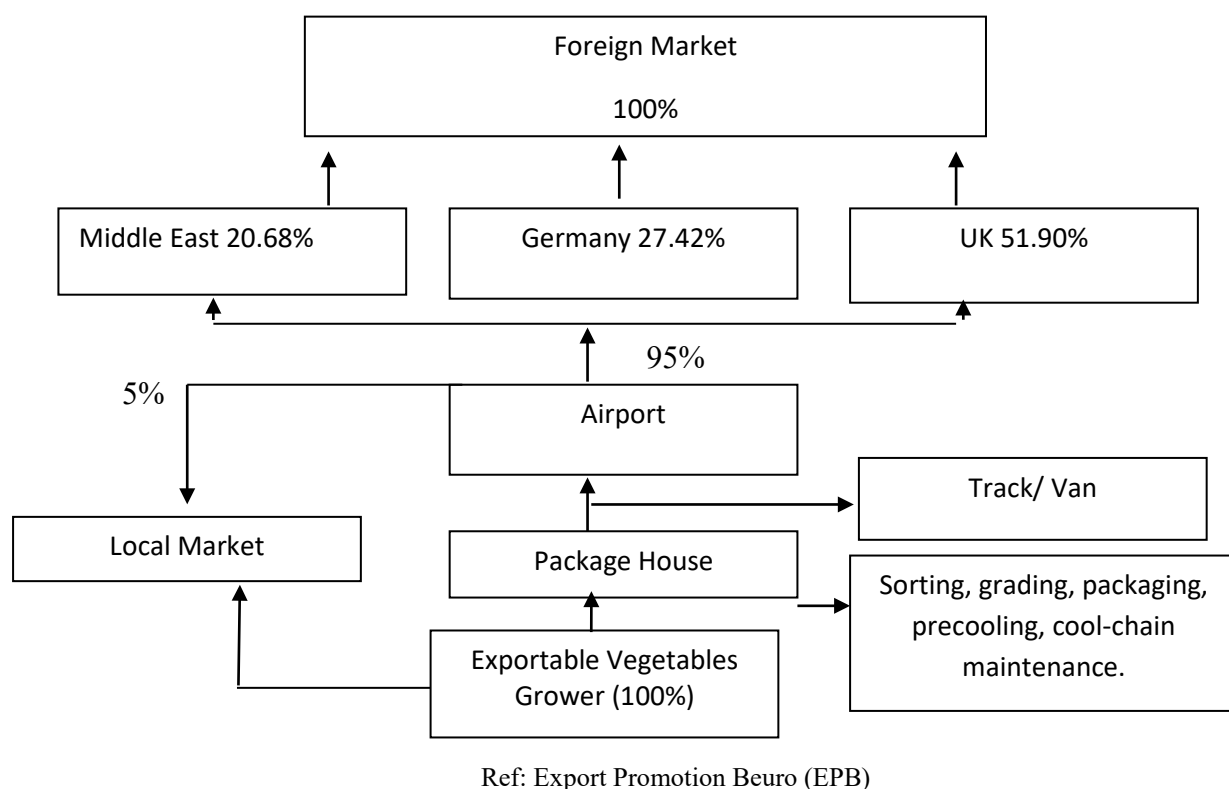 Foreign Market
100%
Middle East 20.68%
Germany 27.42%
UK 51.90%
95%
5%
Airport
Track/ Van
Local Market
Package House
Sorting, grading, packaging,
precooling, cool-chain
maintenance.
Exportable Vegetables
Grower (100%)
Ref: Export Promotion Beuro (EPB)